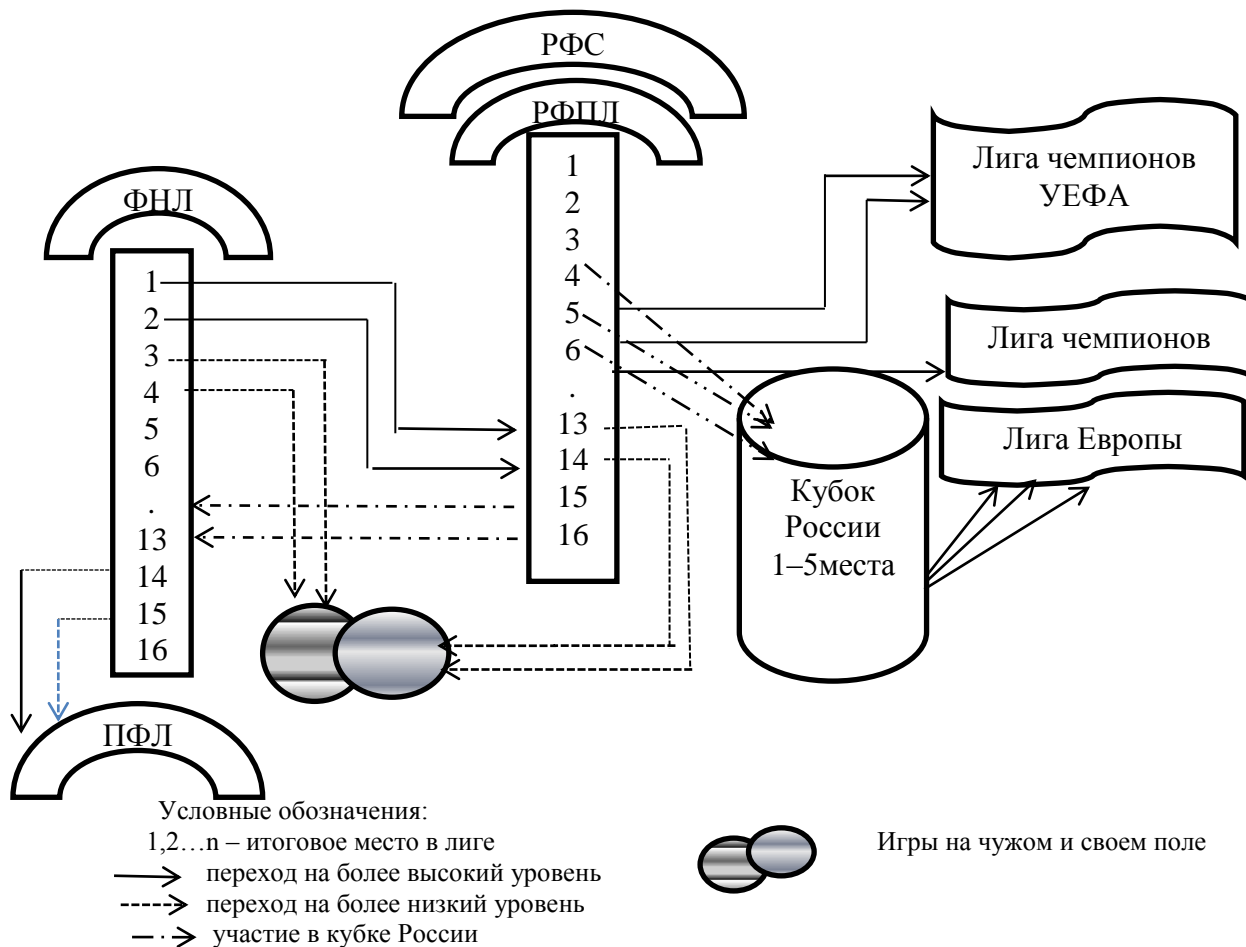 РФС
РФПЛ
1
2
3
4
5
6
.
13
14
15
16
ФНЛ
1
2
3
4
5
6
.
13
14
15
16
ПФЛ
Лига чемпионов
УЕФА
Лига чемпионов
Лига Европы
Кубок
России
1–5места
Условные обозначения:
1,2…n – итоговое место в лиге
переход на более высокий уровень
переход на более низкий уровень
участие в кубке России
Игры на чужом и своем поле